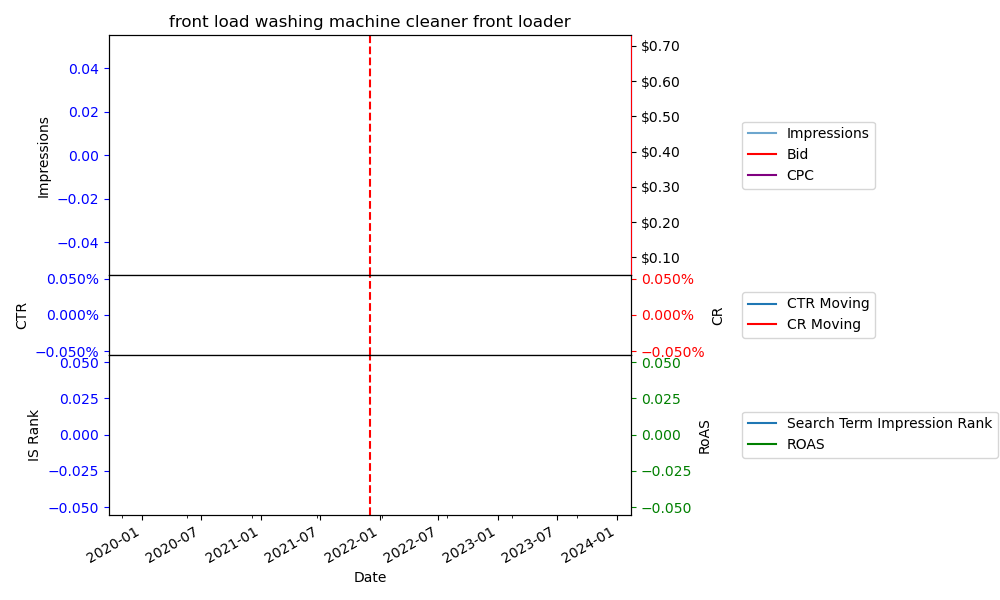 front load washing machine cleaner front loader
Impressions
0.04
0.02
0.00
−0.02
−0.04
$0.70
$0.60
$0.50
$0.40
$0.30
$0.20
$0.10
Impressions
Bid
CPC
CTR
0.050%
0.000%
−0.050%
0.050%
0.000%
−0.050%
CR
CTR Moving
CR Moving
IS Rank
0.050
0.025
0.000
−0.025
−0.050
0.050
0.025
0.000
−0.025
−0.050
RoAS
Search Term Impression Rank
ROAS
2020-01
2020-07
2021-01
2021-07
2022-01
2022-07
2023-01
2023-07
2024-01
Date